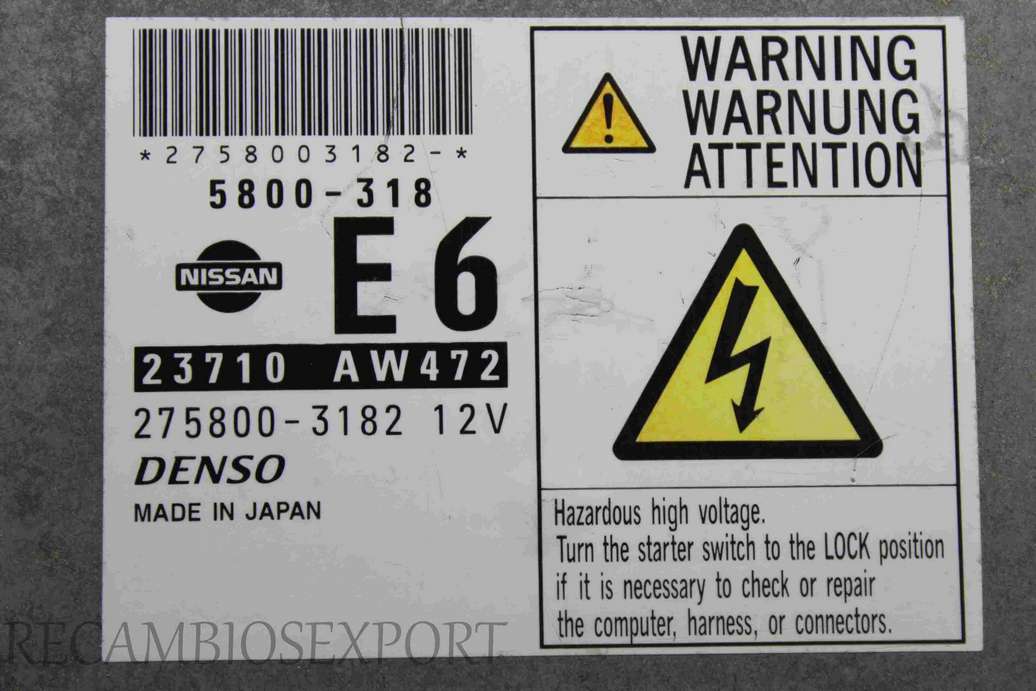 *2758003182-*
5800-318
NISSAN
E6
23710 AW472
275800-3182 12V
DENSO
MADE IN JAPAN
WARNING
WARNUNG
ATTENTION
Hazardous high voltage.
Turn the starter switch to the LOCK position
if it is necessary to check or repair
the computer, harness, or connectors.
RECAMBIOSEXPORT